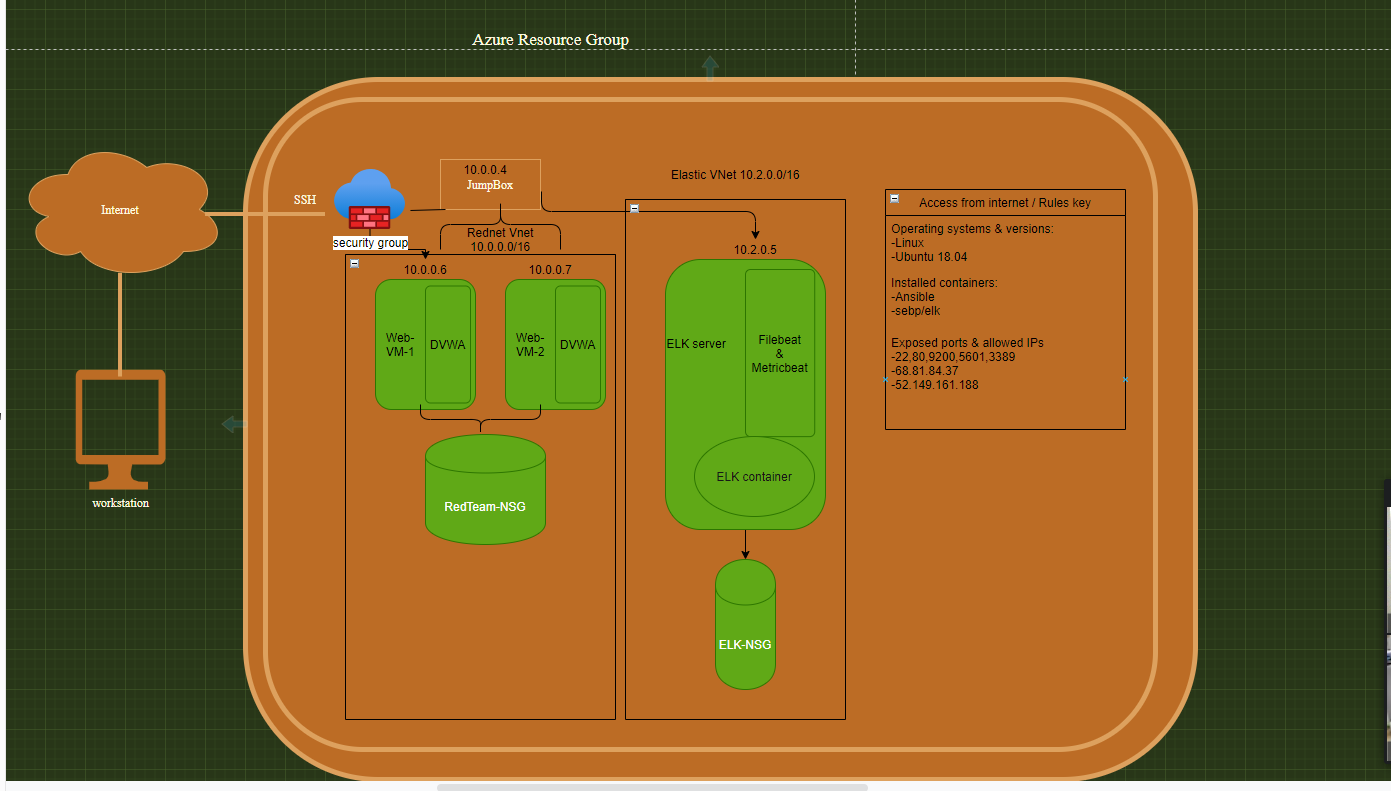 Azure Resource Group
Internet
workstation
SSH
security group
10.0.0.4
JumpBox
Rednet Vnet
10.0.0.0/16
10.0.0.6
Web-
VM-1
DVWA
10.0.0.7
Web-
VM-2
DVWA
RedTeam-NSG
Elastic VNet 10.2.0.0/16
10.2.0.5
ELK server
Filebeat
&
Metricbeat
ELK container
ELK-NSG
Access from internet / Rules key
Operating systems & versions:
-Linux
-Ubuntu 18.04
Installed containers:
-Ansible
-sebp/elk
Exposed ports & allowed IPs
-22,80,9200,5601,3389
-68.81.84.37
-52.149.161.188